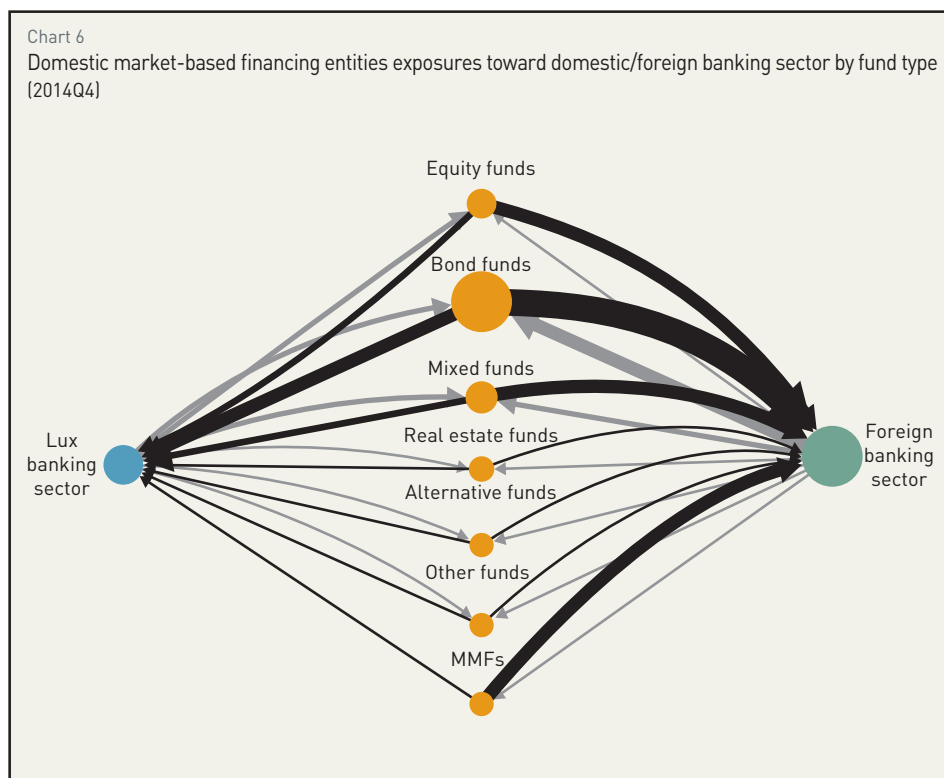 Chart 6
Domestic market-based financing entities exposures toward domestic/foreign banking sector by fund type
(2014Q4)
Equity funds
Bond funds
Mixed funds
Real estate funds
Alternative funds
Other funds
MMFs
Lux
banking
sector
Foreign
banking
sector